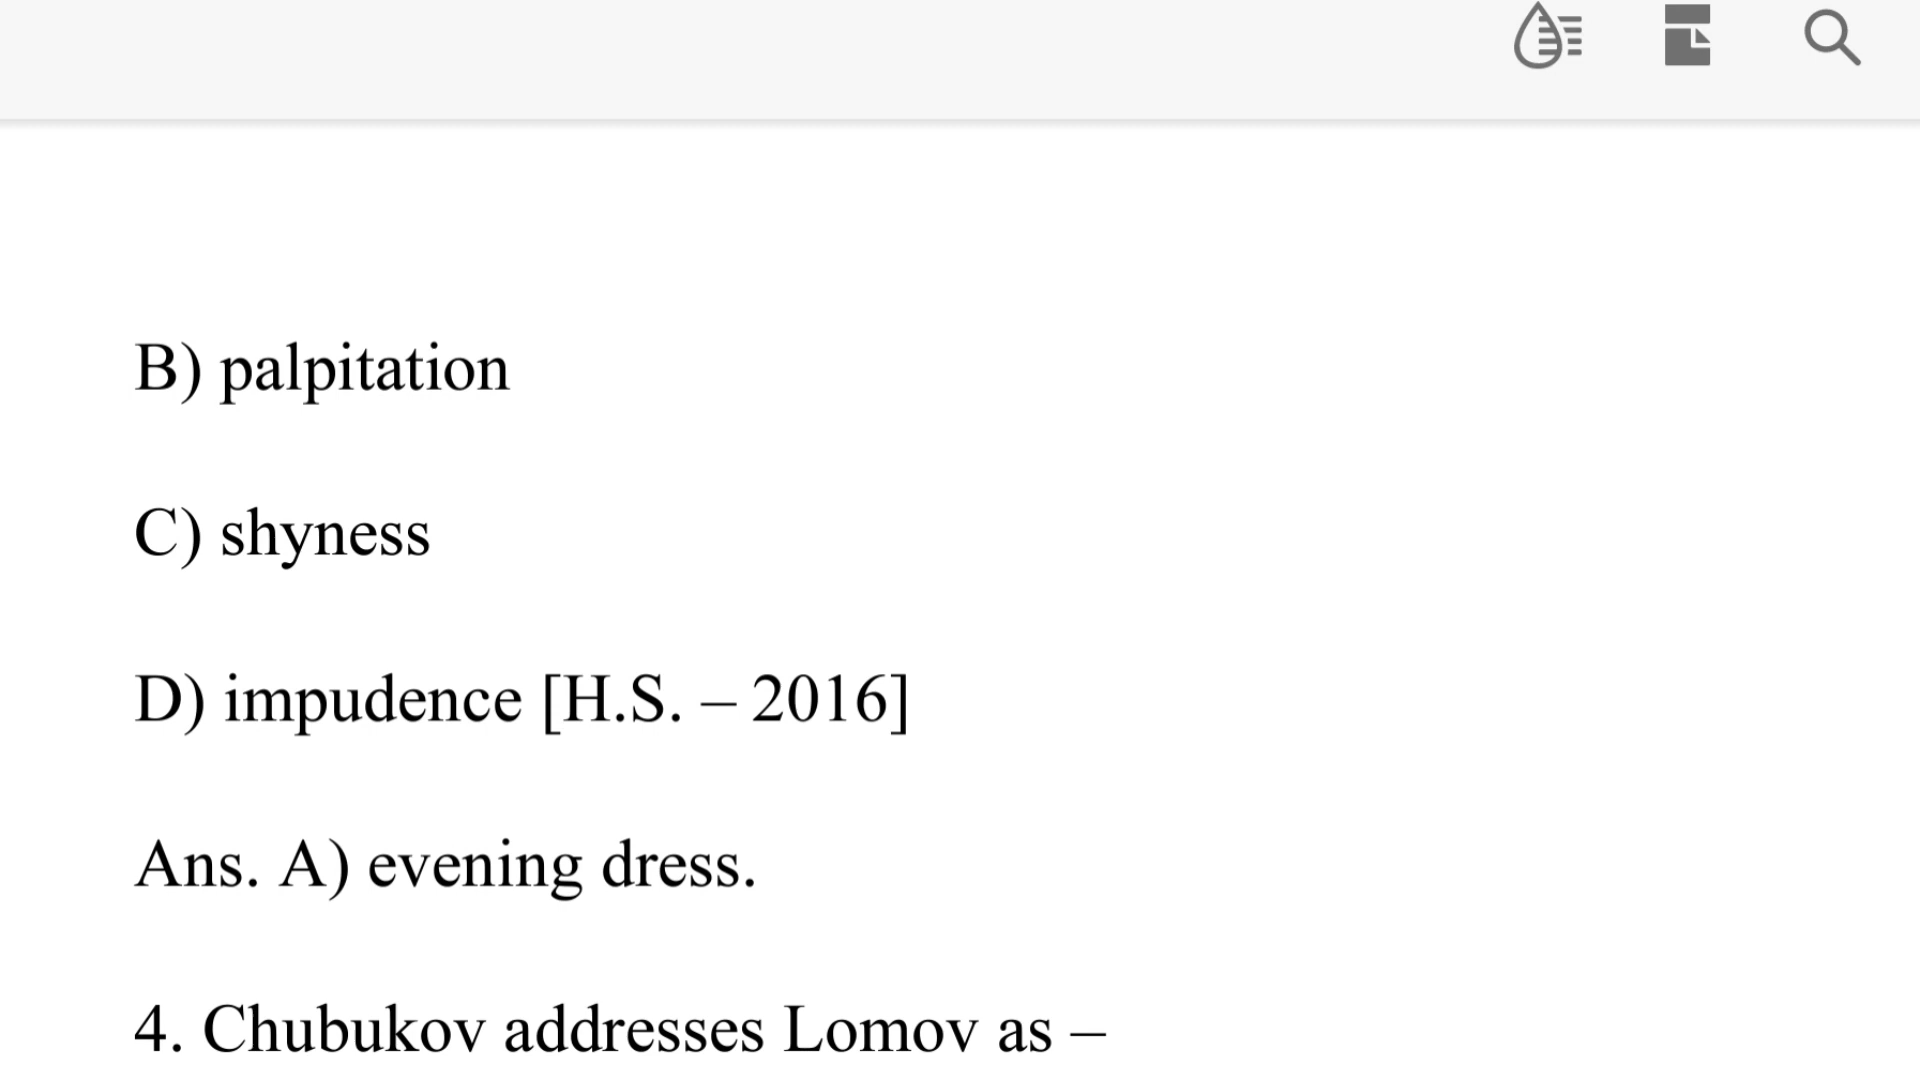 B) palpitation
C) shyness
D) impudence [H.S. – 2016]
Ans. A) evening dress.
4. Chubukov addresses Lomov as –